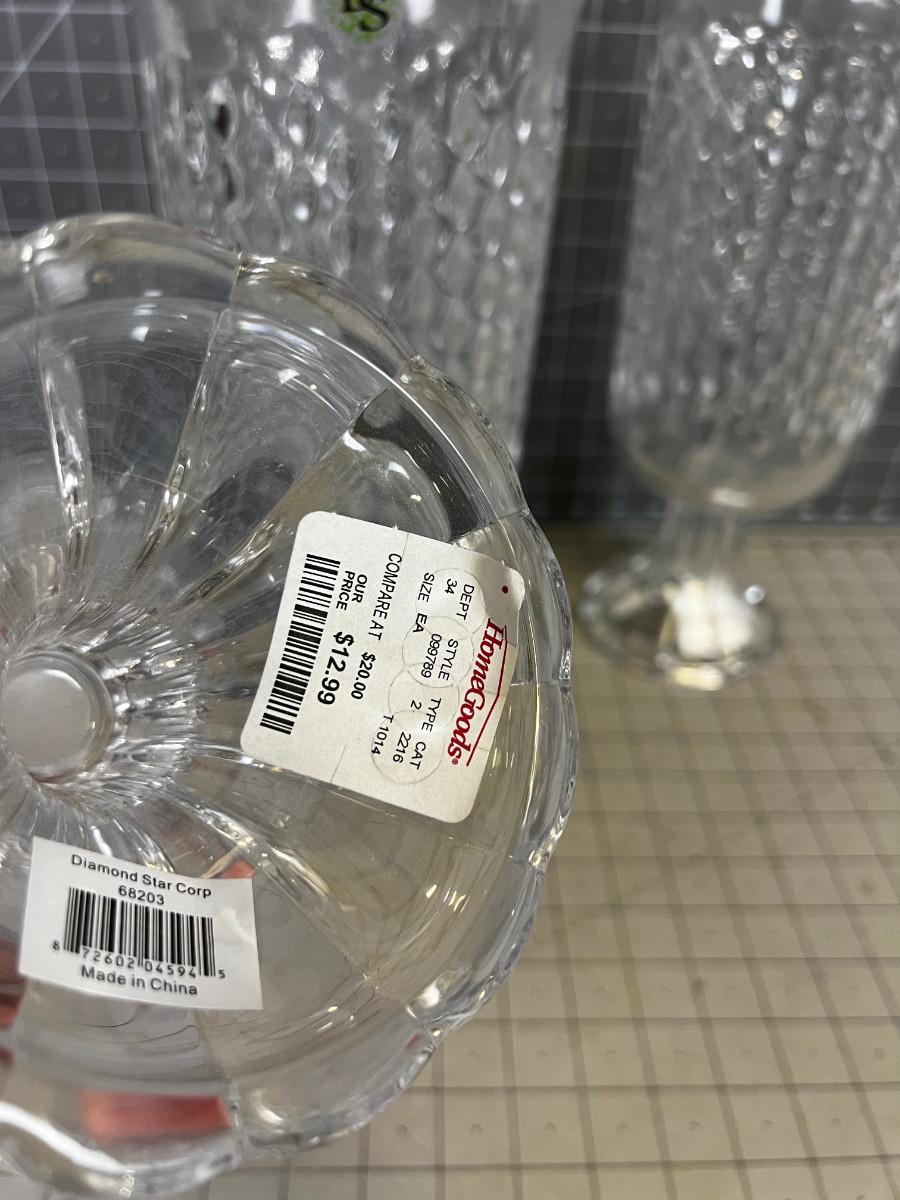 HomeGoods®
DEPT STYLE TYPE CAT
34 099789 2 2216
SIZE EA T.1014
COMPARE AT $20.00
OUR PRICE $12.99
Diamond Star Corp
68203
8 72602 04594 5
Made in China